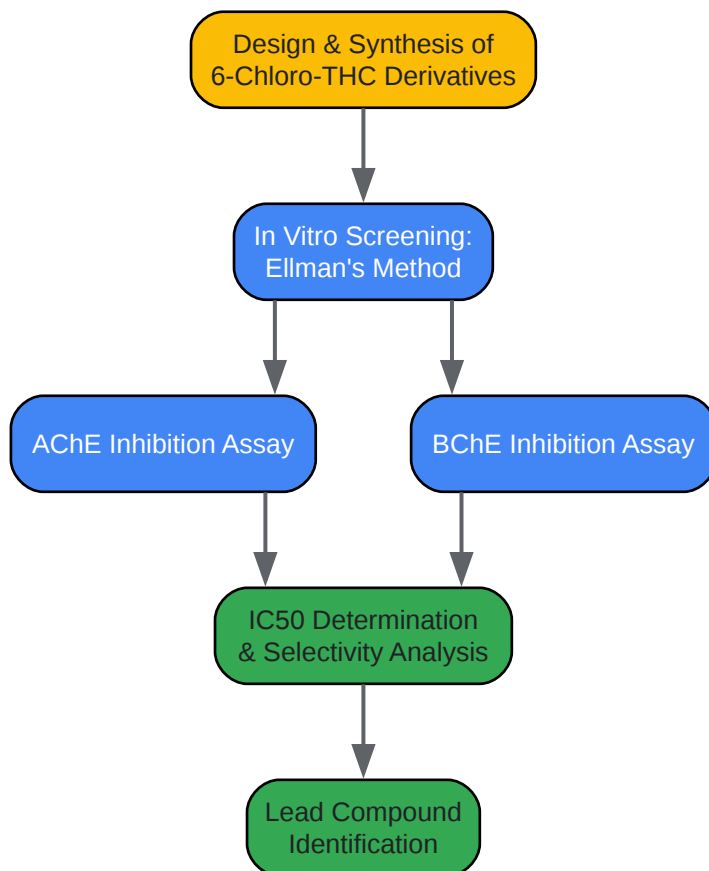 Design & Synthesis of
6-Chloro-THC Derivatives
In Vitro Screening:
Ellman's Method
AChE Inhibition Assay
BChE Inhibition Assay
IC50 Determination
& Selectivity Analysis
Lead Compound
Identification